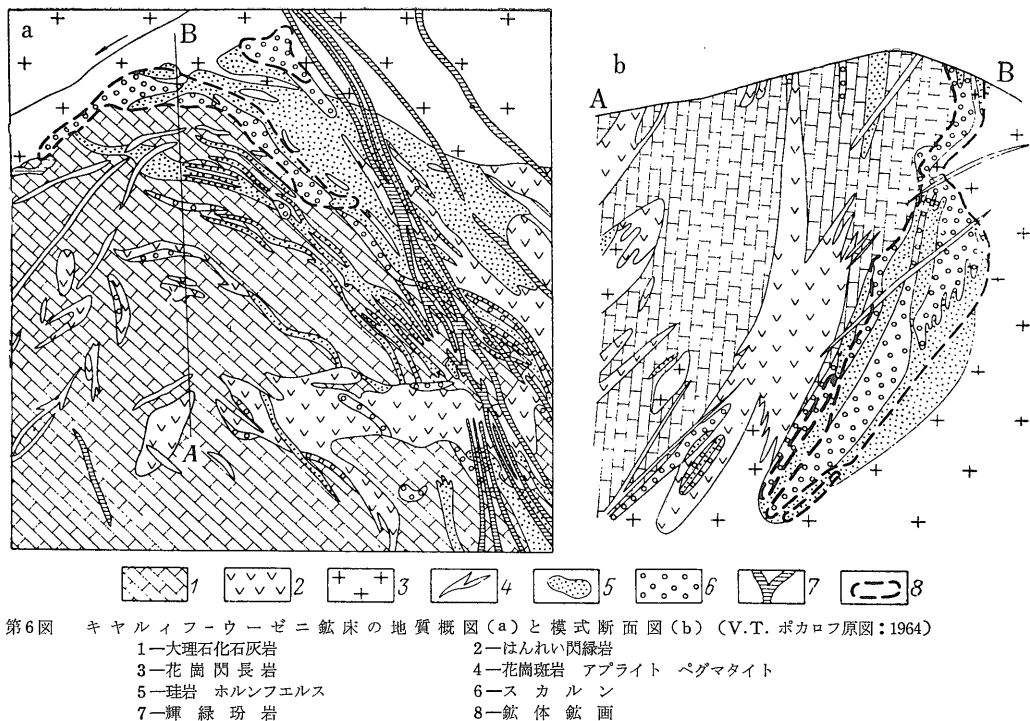 a
B
A
b
A
B
1 2 3 4 5 6 7 8
第6図 キヤルィフ-ウーゼニ鉱床の地質概図(a)と模式断面図(b) (V.T. ポカロフ原図:1964)
1—大理石化石灰岩 2—はんれい閃緑岩
3—花崗閃長岩 4—花崗斑岩 アプライト ペグマタイト
5—珪岩 ホルンフエルス 6—スカルン
7—輝緑玢岩 8—鉱体鉱画